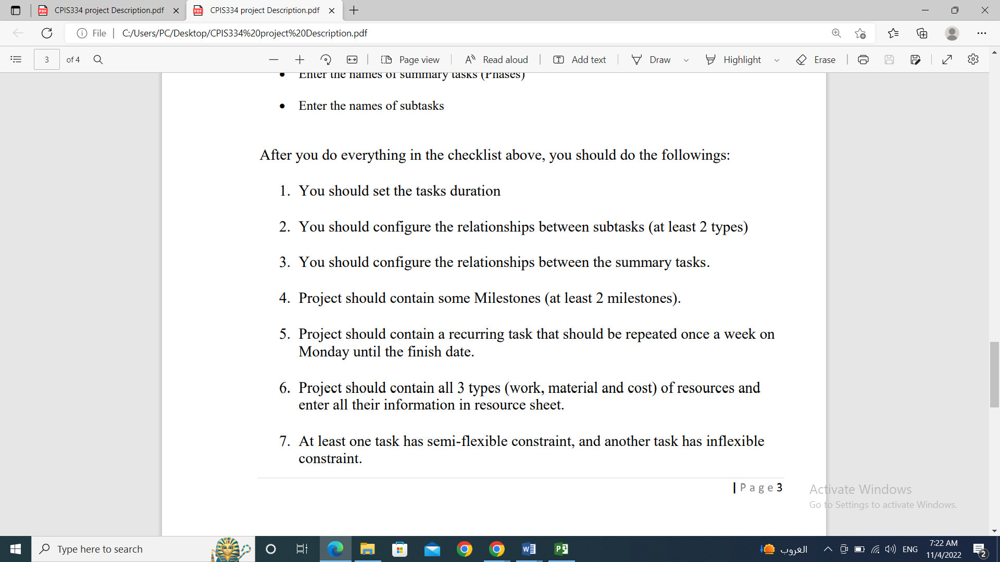 CPIS334 project Description.pdf
CPIS334 project Description.pdf
File
C:/Users/PC/Desktop/CPIS334%20project%20Description.pdf
3 of 4
Page view
Read aloud
Add text
Draw
Highlight
Erase
• Enter the names of summary tasks (Phases)
• Enter the names of subtasks
After you do everything in the checklist above, you should do the followings:
1. You should set the tasks duration
2. You should configure the relationships between subtasks (at least 2 types)
3. You should configure the relationships between the summary tasks.
4. Project should contain some Milestones (at least 2 milestones).
5. Project should contain a recurring task that should be repeated once a week on
Monday until the finish date.
6. Project should contain all 3 types (work, material and cost) of resources and
enter all their information in resource sheet.
7. At least one task has semi-flexible constraint, and another task has inflexible
constraint.
| P a g e 3
Activate Windows
Go to Settings to activate Windows.
Type here to search
الغروب
ENG
7:22 AM
11/4/2022
2